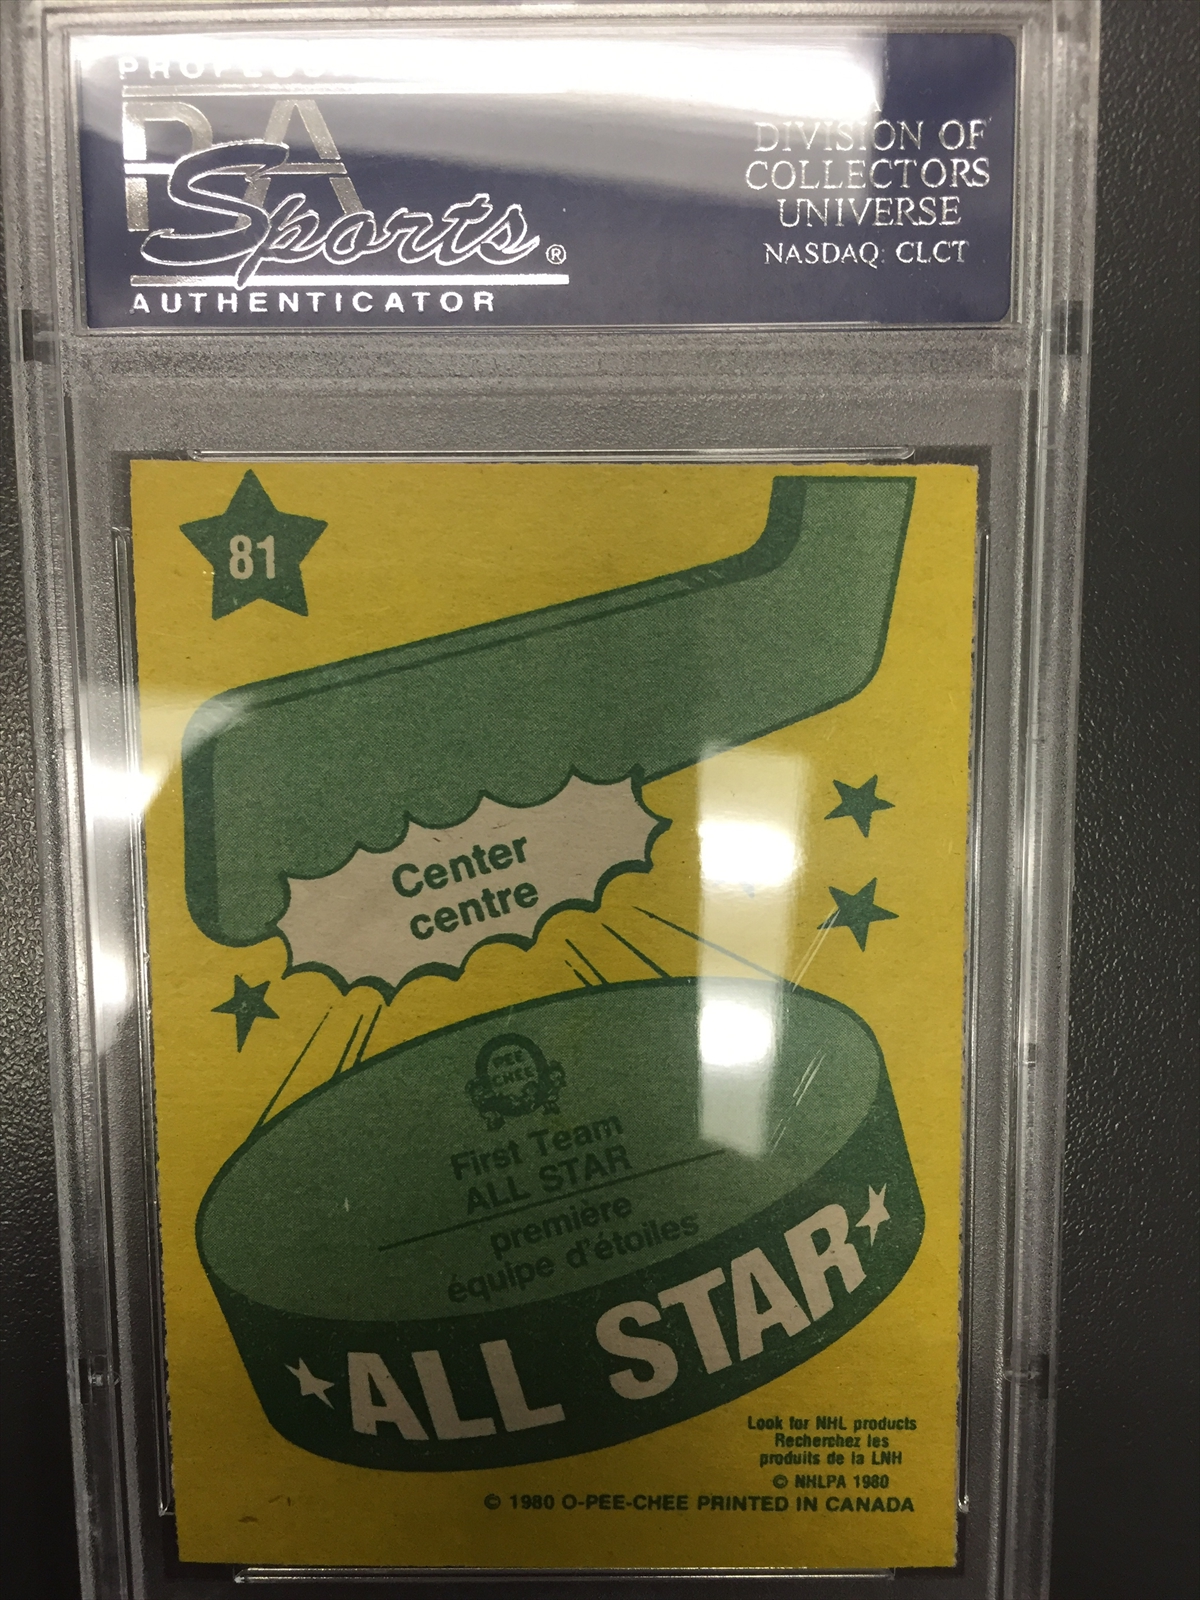 PSA
Sports®
AUTHENTICATOR
DIVISION OF
COLLECTORS
UNIVERSE
NASDAQ: CLCT
81
Center
centre
PEE
CHEE
First Team
ALL STAR
première
équipe d'étoiles
ALL STAR
Look for NHL products
Recherchez les
produits de la LNH
© NHLPA 1980
© 1980 O-PEE-CHEE PRINTED IN CANADA